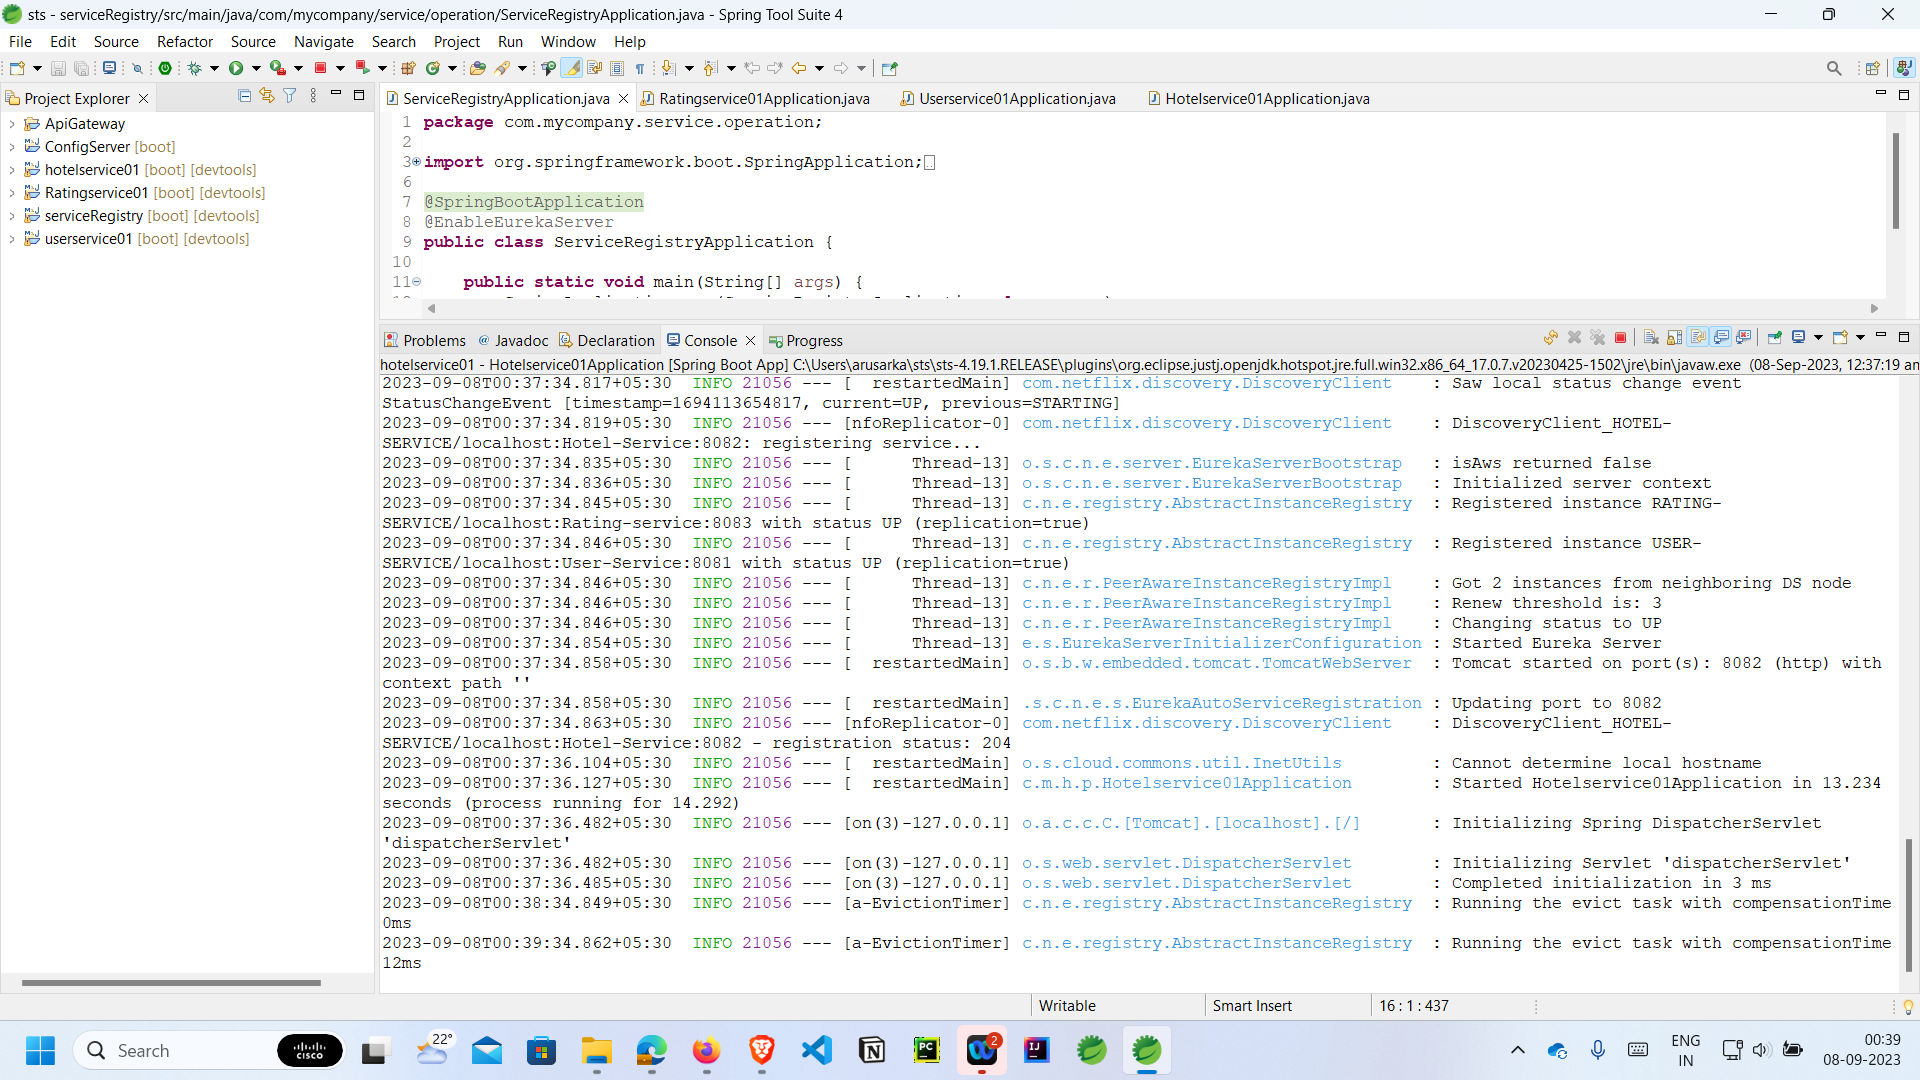 sts - serviceRegistry/src/main/java/com/mycompany/service/operation/ServiceRegistryApplication.java - Spring Tool Suite 4
File Edit Source Refactor Source Navigate Search Project Run Window Help
Project Explorer
ApiGateway
ConfigServer [boot]
hotelservice01 [boot] [devtools]
Ratingservice01 [boot] [devtools]
serviceRegistry [boot] [devtools]
userservice01 [boot] [devtools]
ServiceRegistryApplication.java Ratingservice01Application.java Userservice01Application.java Hotelservice01Application.java
1 package com.mycompany.service.operation;
2
3 import org.springframework.boot.SpringApplication;
6
7 @SpringBootApplication
8 @EnableEurekaServer
9 public class ServiceRegistryApplication {
10
11 public static void main(String[] args) {
Problems Javadoc Declaration Console Progress
hotelservice01 - Hotelservice01Application [Spring Boot App] C:\Users\arusarka\sts\sts-4.19.1.RELEASE\plugins\org.eclipse.justj.openjdk.hotspot.jre.full.win32.x86_64_17.0.7.v20230425-1502\jre\bin\javaw.exe (08-Sep-2023, 12:37:19 an
2023-09-08T00:37:34.817+05:30 INFO 21056 --- [ restartedMain] com.netflix.discovery.DiscoveryClient : Saw local status change event
StatusChangeEvent [timestamp=1694113654817, current=UP, previous=STARTING]
2023-09-08T00:37:34.819+05:30 INFO 21056 --- [nfoReplicator-0] com.netflix.discovery.DiscoveryClient : DiscoveryClient_HOTEL-
SERVICE/localhost:Hotel-Service:8082: registering service...
2023-09-08T00:37:34.835+05:30 INFO 21056 --- [ Thread-13] o.s.c.n.e.server.EurekaServerBootstrap : isAws returned false
2023-09-08T00:37:34.836+05:30 INFO 21056 --- [ Thread-13] o.s.c.n.e.server.EurekaServerBootstrap : Initialized server context
2023-09-08T00:37:34.845+05:30 INFO 21056 --- [ Thread-13] c.n.e.registry.AbstractInstanceRegistry : Registered instance RATING-
SERVICE/localhost:Rating-service:8083 with status UP (replication=true)
2023-09-08T00:37:34.846+05:30 INFO 21056 --- [ Thread-13] c.n.e.registry.AbstractInstanceRegistry : Registered instance USER-
SERVICE/localhost:User-Service:8081 with status UP (replication=true)
2023-09-08T00:37:34.846+05:30 INFO 21056 --- [ Thread-13] c.n.e.r.PeerAwareInstanceRegistryImpl : Got 2 instances from neighboring DS node
2023-09-08T00:37:34.846+05:30 INFO 21056 --- [ Thread-13] c.n.e.r.PeerAwareInstanceRegistryImpl : Renew threshold is: 3
2023-09-08T00:37:34.846+05:30 INFO 21056 --- [ Thread-13] c.n.e.r.PeerAwareInstanceRegistryImpl : Changing status to UP
2023-09-08T00:37:34.854+05:30 INFO 21056 --- [ Thread-13] e.s.EurekaServerInitializerConfiguration : Started Eureka Server
2023-09-08T00:37:34.858+05:30 INFO 21056 --- [ restartedMain] o.s.b.w.embedded.tomcat.TomcatWebServer : Tomcat started on port(s): 8082 (http) with
context path ''
2023-09-08T00:37:34.858+05:30 INFO 21056 --- [ restartedMain] .s.c.n.e.s.EurekaAutoServiceRegistration : Updating port to 8082
2023-09-08T00:37:34.863+05:30 INFO 21056 --- [nfoReplicator-0] com.netflix.discovery.DiscoveryClient : DiscoveryClient_HOTEL-
SERVICE/localhost:Hotel-Service:8082 - registration status: 204
2023-09-08T00:37:36.104+05:30 INFO 21056 --- [ restartedMain] o.s.cloud.commons.util.InetUtils : Cannot determine local hostname
2023-09-08T00:37:36.127+05:30 INFO 21056 --- [ restartedMain] c.m.h.p.Hotelservice01Application : Started Hotelservice01Application in 13.234
seconds (process running for 14.292)
2023-09-08T00:37:36.482+05:30 INFO 21056 --- [on(3)-127.0.0.1] o.a.c.c.C.[Tomcat].[localhost].[/] : Initializing Spring DispatcherServlet
'dispatcherServlet'
2023-09-08T00:37:36.482+05:30 INFO 21056 --- [on(3)-127.0.0.1] o.s.web.servlet.DispatcherServlet : Initializing Servlet 'dispatcherServlet'
2023-09-08T00:37:36.485+05:30 INFO 21056 --- [on(3)-127.0.0.1] o.s.web.servlet.DispatcherServlet : Completed initialization in 3 ms
2023-09-08T00:38:34.849+05:30 INFO 21056 --- [a-EvictionTimer] c.n.e.registry.AbstractInstanceRegistry : Running the evict task with compensationTime
0ms
2023-09-08T00:39:34.862+05:30 INFO 21056 --- [a-EvictionTimer] c.n.e.registry.AbstractInstanceRegistry : Running the evict task with compensationTime
12ms
Writable Smart Insert 16 : 1 : 437
Search CISCO 22° PC 2 IJ ENG IN 00:39
08-09-2023